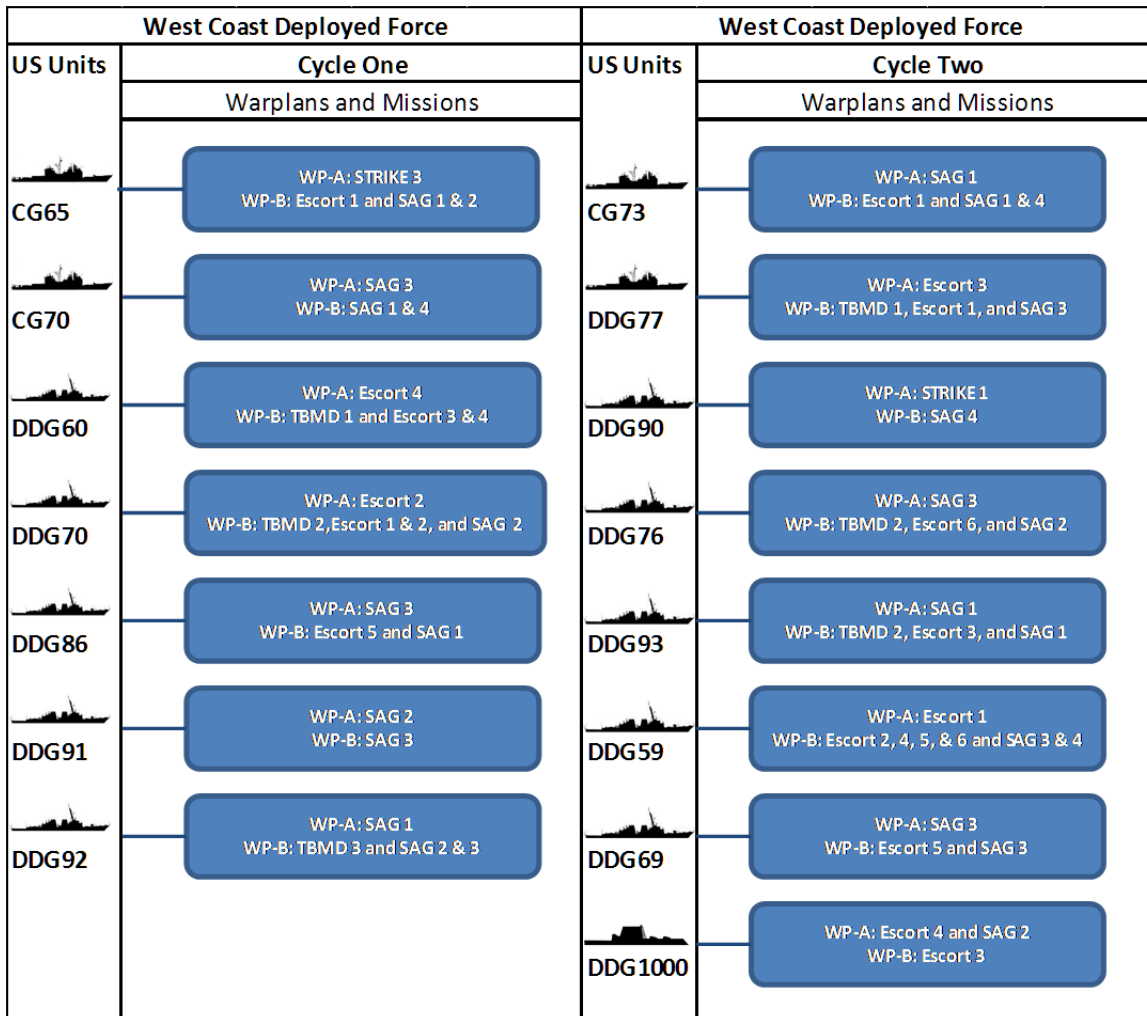 West Coast Deployed Force
US Units
Cycle One
Warplans and Missions
CG65
WP-A: STRIKE 3
WP-B: Escort 1 and SAG 1 & 2
CG70
WP-A: SAG 3
WP-B: SAG 1 & 4
DDG60
WP-A: Escort 4
WP-B: TBMD 1 and Escort 3 & 4
DDG70
WP-A: Escort 2
WP-B: TBMD 2,Escort 1 & 2, and SAG 2
DDG86
WP-A: SAG 3
WP-B: Escort 5 and SAG 1
DDG91
WP-A: SAG 2
WP-B: SAG 3
DDG92
WP-A: SAG 1
WP-B: TBMD 3 and SAG 2 & 3
West Coast Deployed Force
US Units
Cycle Two
Warplans and Missions
CG73
WP-A: SAG 1
WP-B: Escort 1 and SAG 1 & 4
DDG77
WP-A: Escort 3
WP-B: TBMD 1, Escort 1, and SAG 3
DDG90
WP-A: STRIKE 1
WP-B: SAG 4
DDG76
WP-A: SAG 3
WP-B: TBMD 2, Escort 6, and SAG 2
DDG93
WP-A: SAG 1
WP-B: TBMD 2, Escort 3, and SAG 1
DDG59
WP-A: Escort 1
WP-B: Escort 2, 4, 5, & 6 and SAG 3 & 4
DDG69
WP-A: SAG 3
WP-B: Escort 5 and SAG 3
DDG1000
WP-A: Escort 4 and SAG 2
WP-B: Escort 3